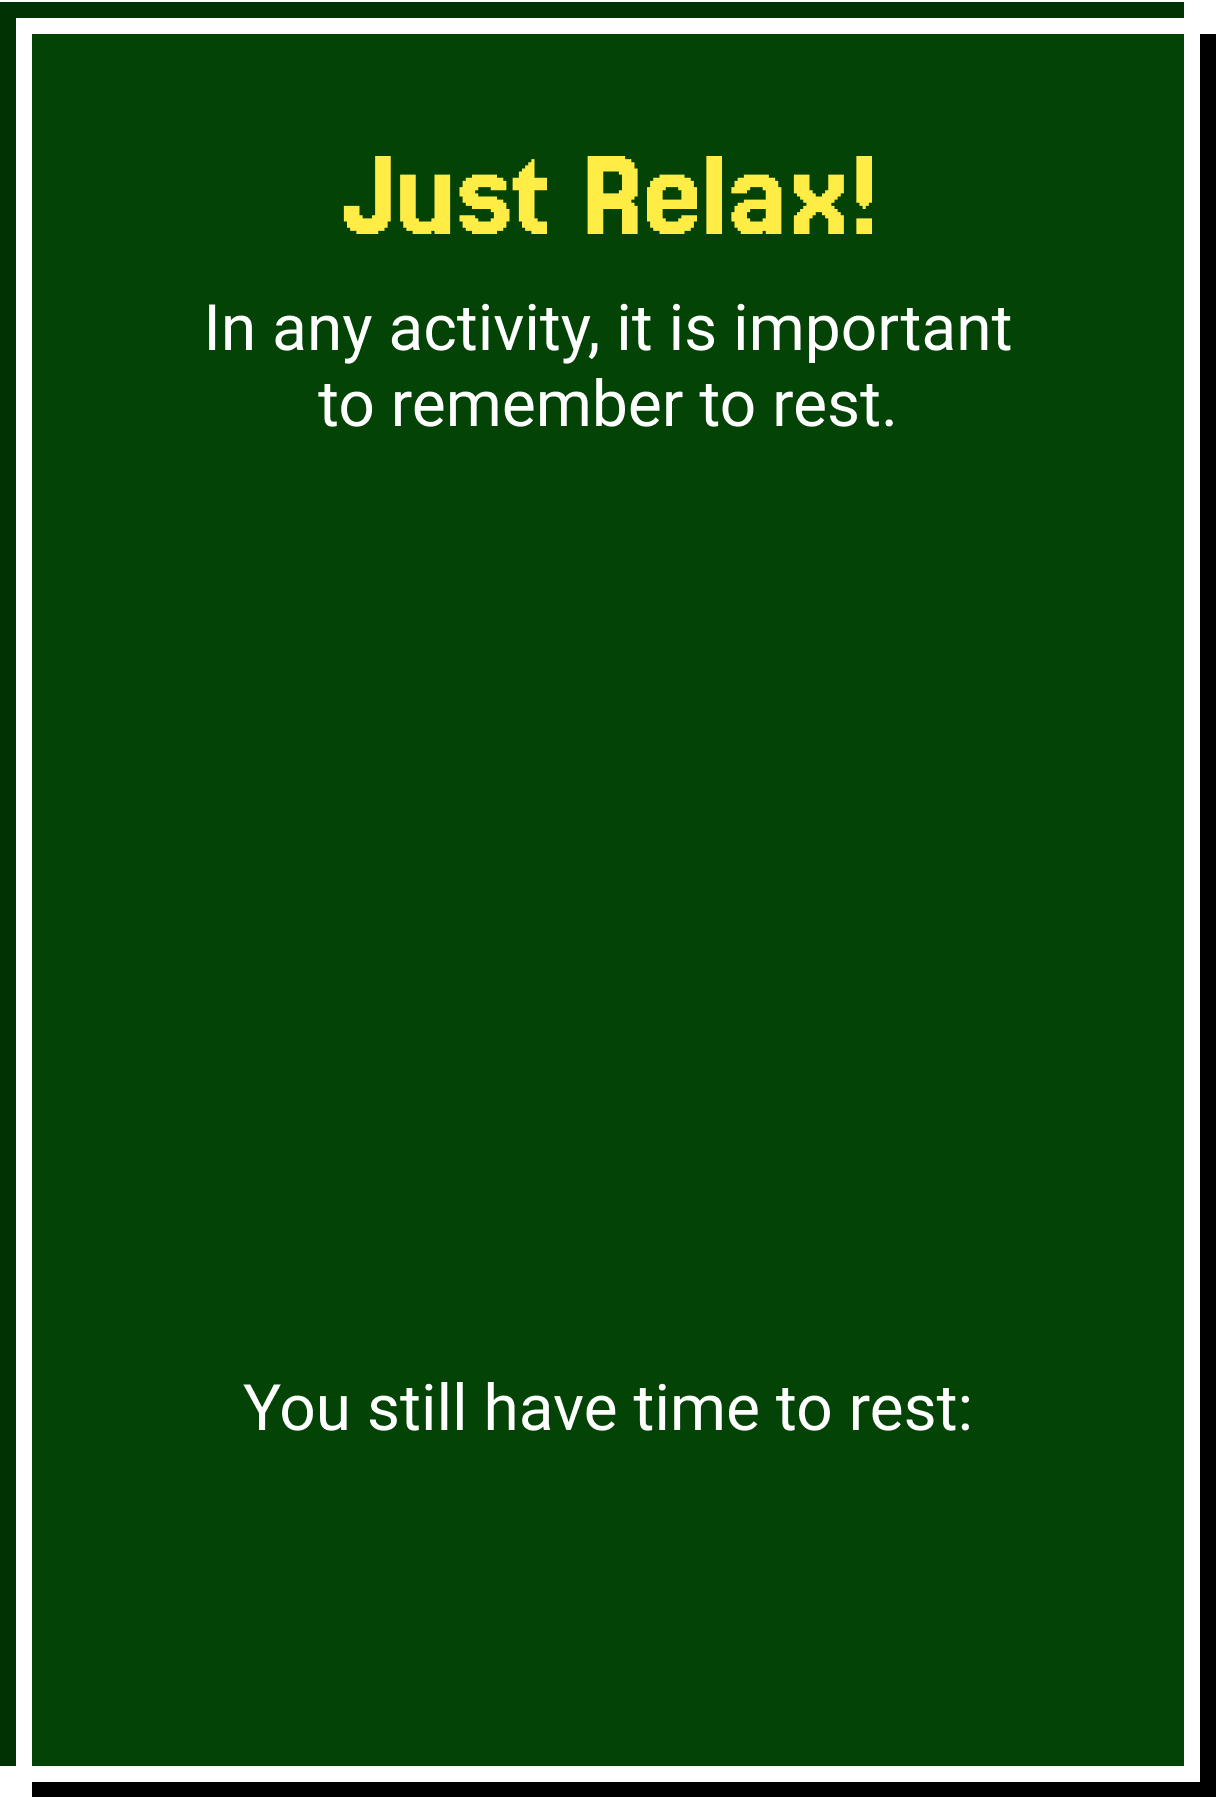 Just Relax!
In any activity, it is important
to remember to rest.
You still have time to rest: